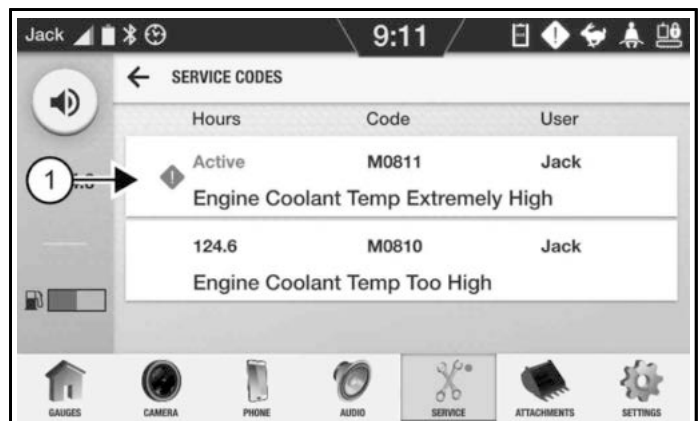 Jack 9:11
SERVICE CODES
Hours Code User
Active M0811 Jack
Engine Coolant Temp Extremely High
1
124.6 M0810 Jack
Engine Coolant Temp Too High
GAUGES CAMERA PHONE AUDIO SERVICE ATTACHMENTS SETTINGS